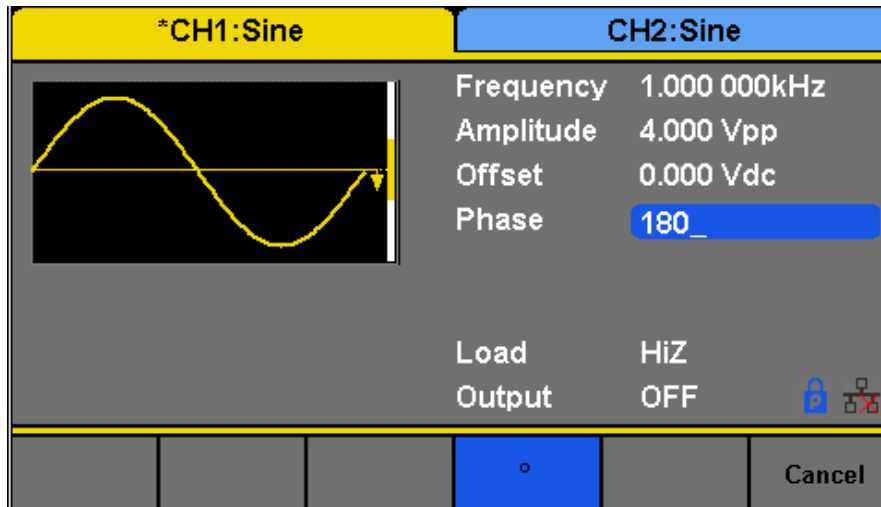 *CH1:Sine CH2:Sine
Frequency 1.000 000kHz
Amplitude 4.000 Vpp
Offset 0.000 Vdc
Phase 180_
Load HiZ
Output OFF P
° Cancel